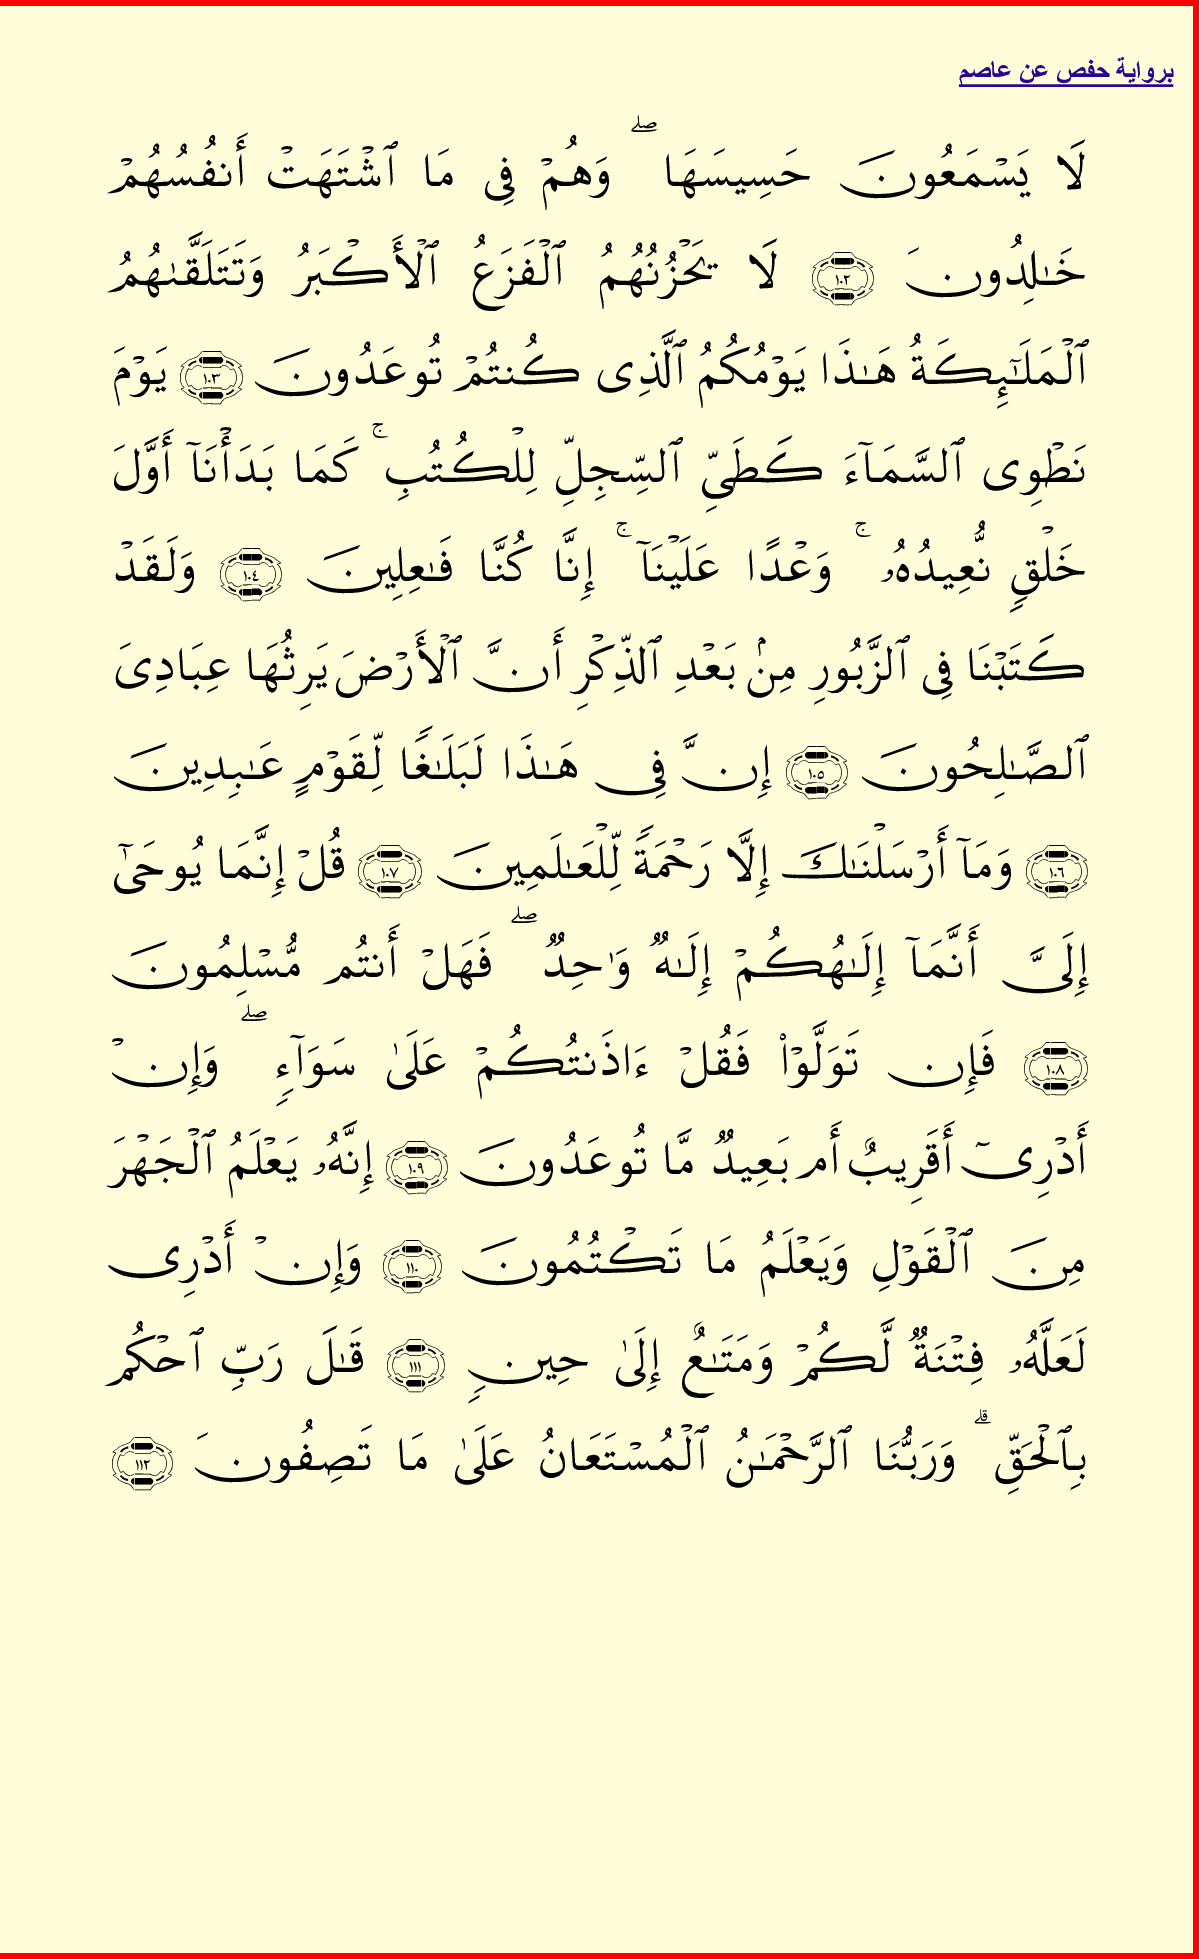 برواية حفص عن عاصم
لَا يَسْمَعُونَ حَسِيسَهَا ۖ وَهُمْ فِى مَا ٱشْتَهَتْ أَنفُسُهُمْ
خَـٰلِدُونَ ١٠٢ لَا يَحْزُنُهُمُ ٱلْفَزَعُ ٱلْأَكْبَرُ وَتَتَلَقَّىٰهُمُ
ٱلْمَلَـٰٓئِكَةُ هَـٰذَا يَوْمُكُمُ ٱلَّذِى كُنتُمْ تُوعَدُونَ ١٠٣ يَوْمَ
نَطْوِى ٱلسَّمَآءَ كَطَىِّ ٱلسِّجِلِّ لِلْكُتُبِ ۚ كَمَا بَدَأْنَآ أَوَّلَ
خَلْقٍ نُّعِيدُهُۥ ۚ وَعْدًا عَلَيْنَآ ۚ إِنَّا كُنَّا فَـٰعِلِينَ ١٠٤ وَلَقَدْ
كَتَبْنَا فِى ٱلزَّبُورِ مِنۢ بَعْدِ ٱلذِّكْرِ أَنَّ ٱلْأَرْضَ يَرِثُهَا عِبَادِىَ
ٱلصَّـٰلِحُونَ ١٠٥ إِنَّ فِى هَـٰذَا لَبَلَـٰغًا لِّقَوْمٍ عَـٰبِدِينَ
١٠٦ وَمَآ أَرْسَلْنَـٰكَ إِلَّا رَحْمَةً لِّلْعَـٰلَمِينَ ١٠٧ قُلْ إِنَّمَا يُوحَىٰٓ
إِلَىَّ أَنَّمَآ إِلَـٰهُكُمْ إِلَـٰهٌ وَٰحِدٌ ۖ فَهَلْ أَنتُم مُّسْلِمُونَ
١٠٨ فَإِن تَوَلَّوْا۟ فَقُلْ ءَاذَنتُكُمْ عَلَىٰ سَوَآءٍ ۖ وَإِنْ
أَدْرِىٓ أَقَرِيبٌ أَم بَعِيدٌ مَّا تُوعَدُونَ ١٠٩ إِنَّهُۥ يَعْلَمُ ٱلْجَهْرَ
مِنَ ٱلْقَوْلِ وَيَعْلَمُ مَا تَكْتُمُونَ ١١٠ وَإِنْ أَدْرِى
لَعَلَّهُۥ فِتْنَةٌ لَّكُمْ وَمَتَـٰعٌ إِلَىٰ حِينٍ ١١١ قَـٰلَ رَبِّ ٱحْكُم
بِٱلْحَقِّ ۗ وَرَبُّنَا ٱلرَّحْمَـٰنُ ٱلْمُسْتَعَانُ عَلَىٰ مَا تَصِفُونَ ١١٢